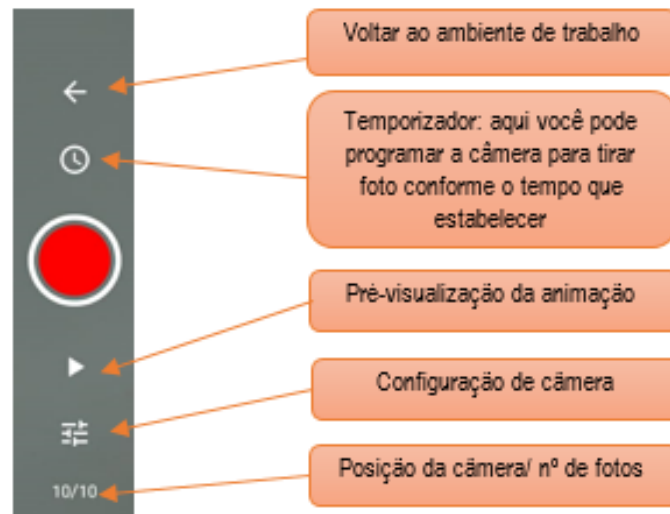 Voltar ao ambiente de trabalho
Temporizador: aqui você pode
programar a câmera para tirar
foto conforme o tempo que
estabelecer
Pré-visualização da animação
Configuração de câmera
Posição da câmera/ nº de fotos
10/10